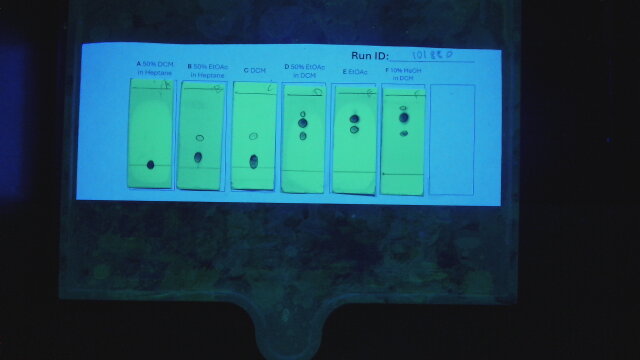 Run ID: 101880
A 50% DCM in Heptane
B 50% EtOAc in Heptane
C DCM
D 50% EtOAc in DCM
E EtOAc
F 10% MeOH in DCM